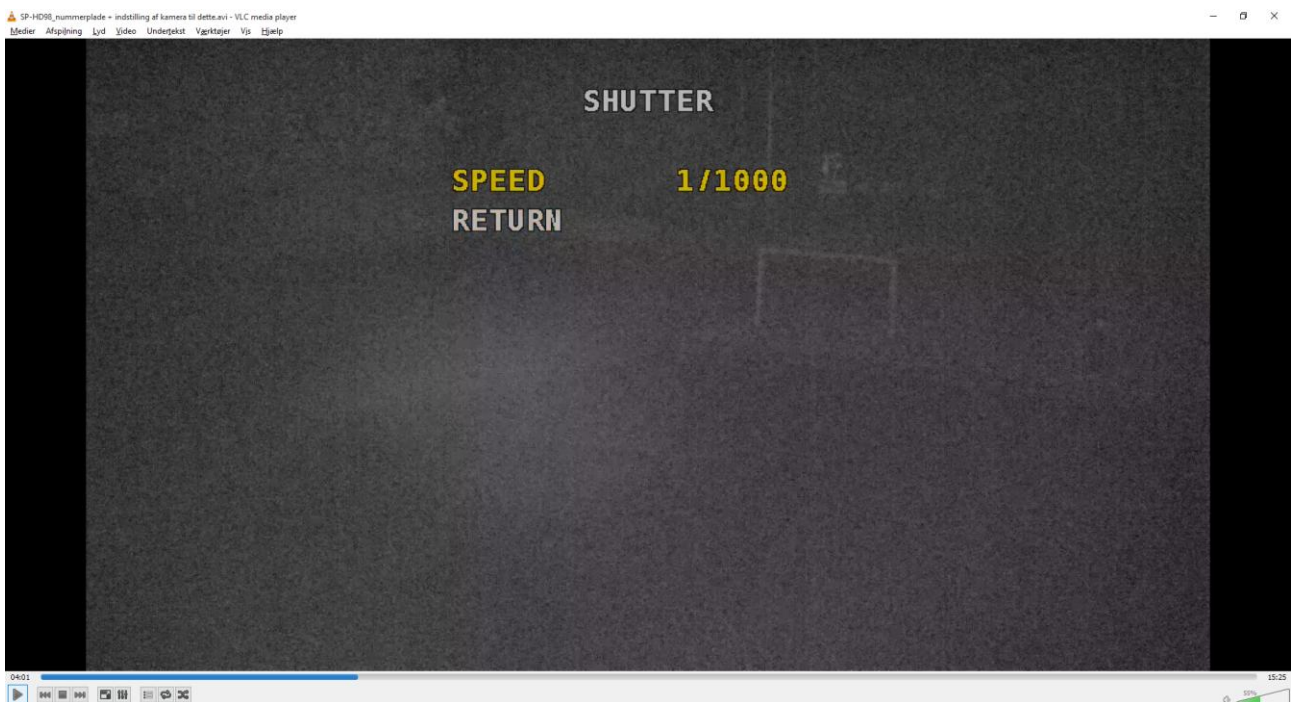 SP-HD98_nummerplade + indstilling af kamera til dette.avi - VLC media player
Medier Afspilning Lyd Video Undertekst Værktøjer Vis Hjælp
SHUTTER
SPEED 1/1000
RETURN
04:01 15:25
50%